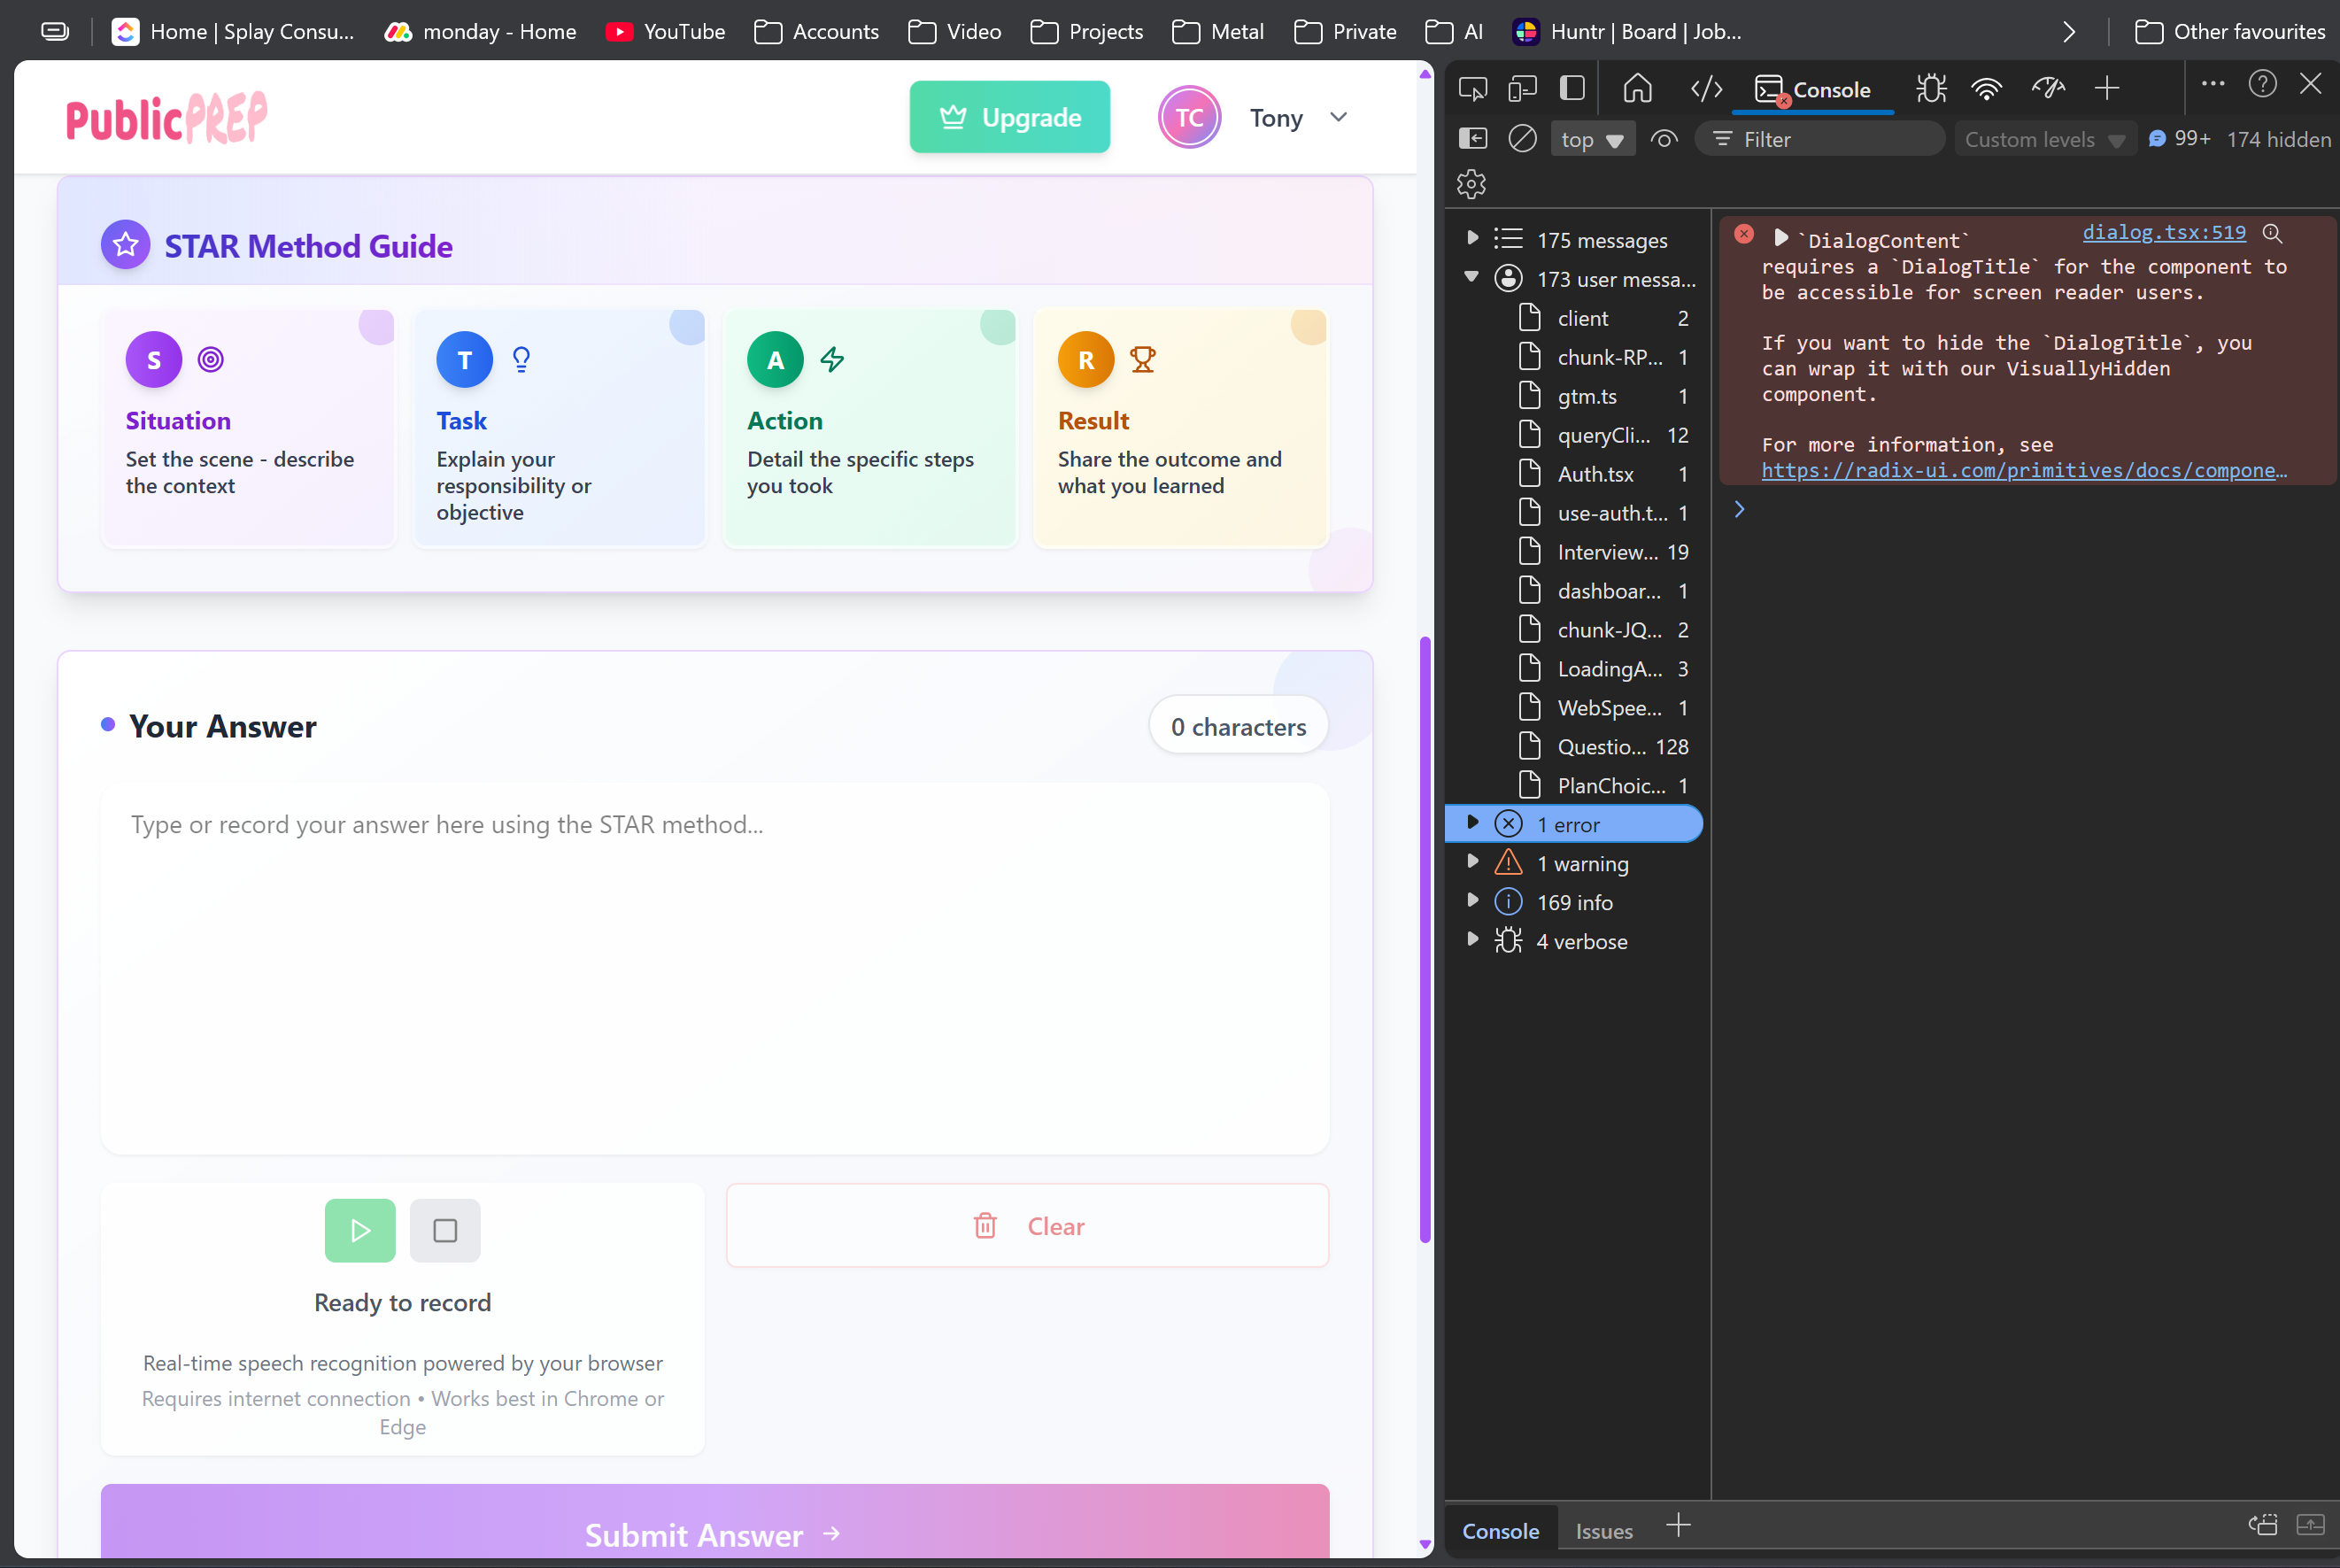 Home | Splay Consu...
monday - Home
YouTube
Accounts
Video
Projects
Metal
Private
AI
Huntr | Board | Job...
Other favourites
PublicPREP
Upgrade
TC
Tony
STAR Method Guide
S
Situation
Set the scene - describe
the context
T
Task
Explain your
responsibility or
objective
A
Action
Detail the specific steps
you took
R
Result
Share the outcome and
what you learned
Your Answer
0 characters
Type or record your answer here using the STAR method...
Ready to record
Real-time speech recognition powered by your browser
Requires internet connection • Works best in Chrome or
Edge
Clear
Submit Answer →
Console
top
Filter
Custom levels
99+
174 hidden
175 messages
173 user messa...
client 2
chunk-RP... 1
gtm.ts 1
queryCli... 12
Auth.tsx 1
use-auth.t... 1
Interview... 19
dashboar... 1
chunk-JQ... 2
LoadingA... 3
WebSpee... 1
Questio... 128
PlanChoic... 1
1 error
1 warning
169 info
4 verbose
`DialogContent` dialog.tsx:519
requires a `DialogTitle` for the component to
be accessible for screen reader users.
If you want to hide the `DialogTitle`, you
can wrap it with our VisuallyHidden
component.
For more information, see
https://radix-ui.com/primitives/docs/compone…
Console
Issues